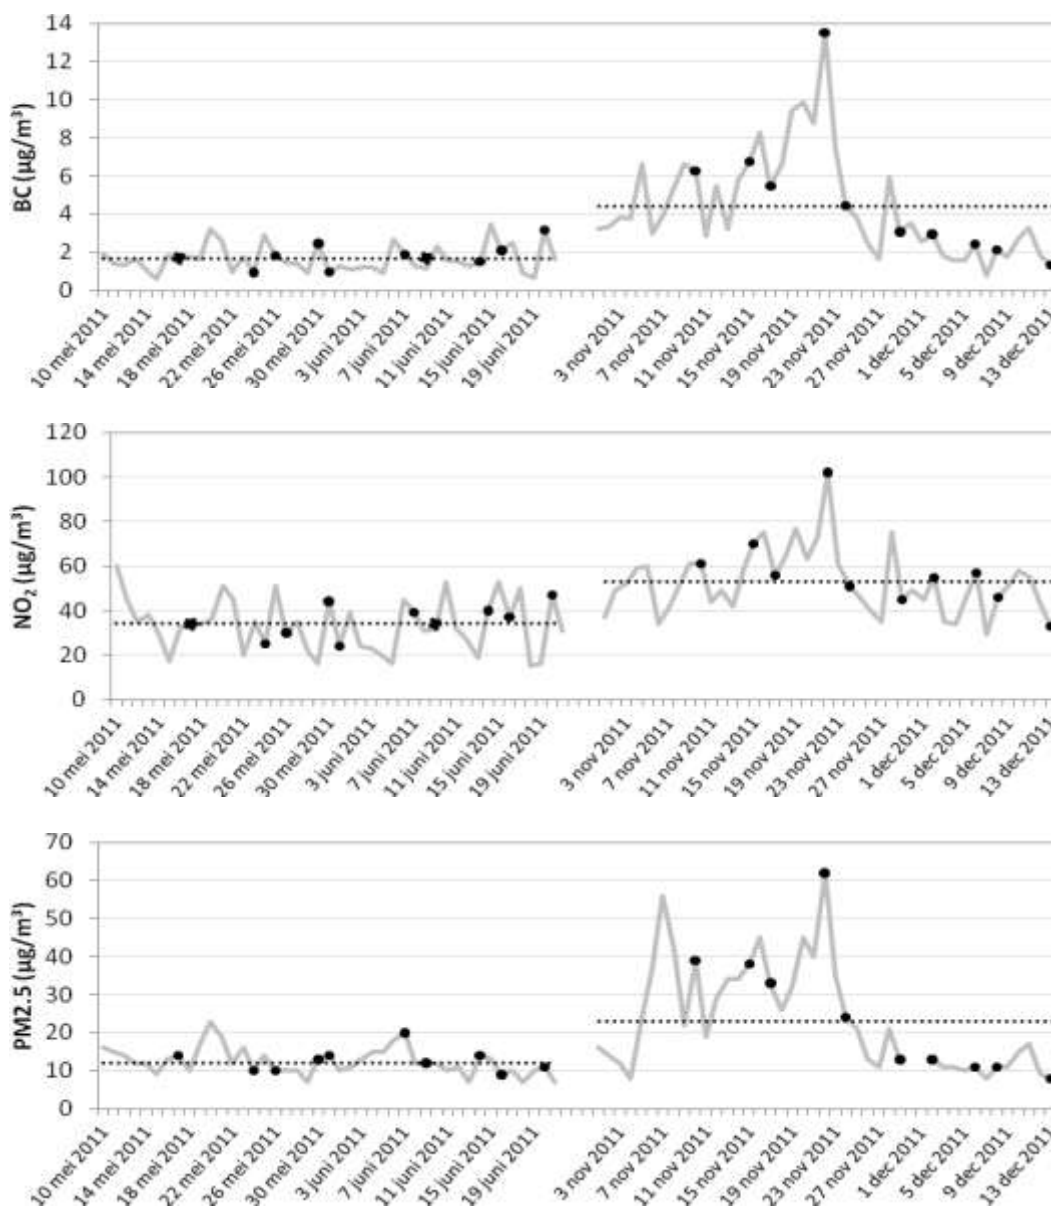 BC (µg/m³)
14
12
10
8
6
4
2
0
10 mei 2011
14 mei 2011
18 mei 2011
22 mei 2011
26 mei 2011
30 mei 2011
3 juni 2011
7 juni 2011
11 juni 2011
15 juni 2011
19 juni 2011
3 nov 2011
7 nov 2011
11 nov 2011
15 nov 2011
19 nov 2011
23 nov 2011
27 nov 2011
1 dec 2011
5 dec 2011
9 dec 2011
13 dec 2011
NO₂ (µg/m³)
120
100
80
60
40
20
0
10 mei 2011
14 mei 2011
18 mei 2011
22 mei 2011
26 mei 2011
30 mei 2011
3 juni 2011
7 juni 2011
11 juni 2011
15 juni 2011
19 juni 2011
3 nov 2011
7 nov 2011
11 nov 2011
15 nov 2011
19 nov 2011
23 nov 2011
27 nov 2011
1 dec 2011
5 dec 2011
9 dec 2011
13 dec 2011
PM2.5 (µg/m³)
70
60
50
40
30
20
10
0
10 mei 2011
14 mei 2011
18 mei 2011
22 mei 2011
26 mei 2011
30 mei 2011
3 juni 2011
7 juni 2011
11 juni 2011
15 juni 2011
19 juni 2011
3 nov 2011
7 nov 2011
11 nov 2011
15 nov 2011
19 nov 2011
23 nov 2011
27 nov 2011
1 dec 2011
5 dec 2011
9 dec 2011
13 dec 2011